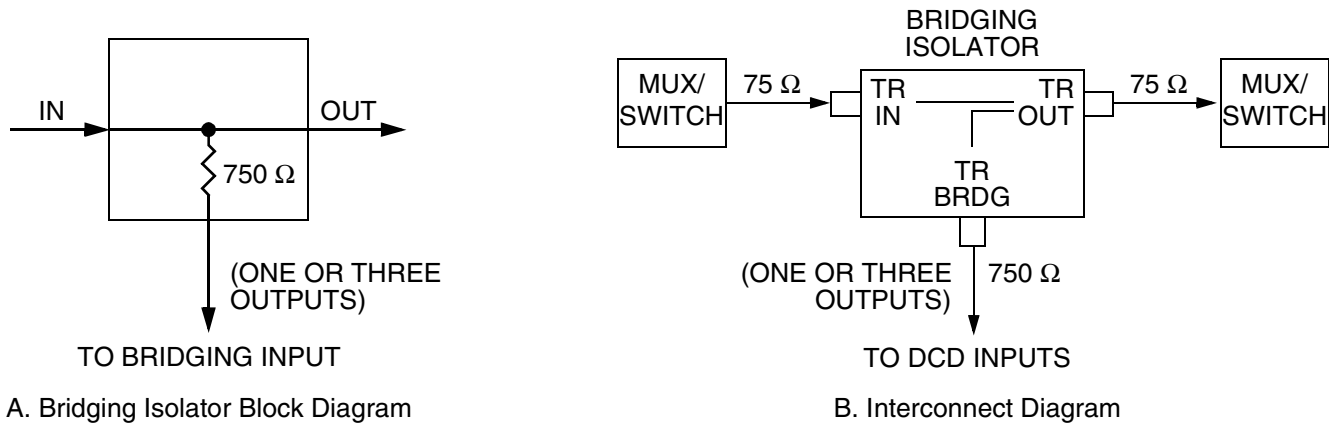 IN
OUT
750 Ω
(ONE OR THREE
OUTPUTS)
TO BRIDGING INPUT
A. Bridging Isolator Block Diagram
BRIDGING
ISOLATOR
MUX/
SWITCH
75 Ω
TR
IN
TR
OUT
TR
BRDG
75 Ω
MUX/
SWITCH
(ONE OR THREE
OUTPUTS)
750 Ω
TO DCD INPUTS
B. Interconnect Diagram